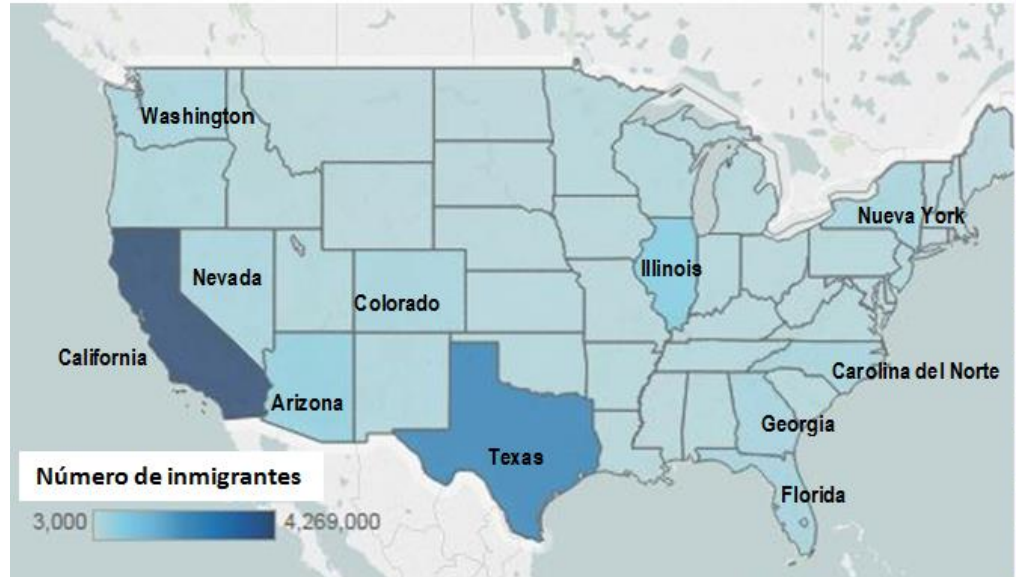 Washington
Nueva York
Illinois
Nevada
Colorado
California
Carolina del Norte
Arizona
Georgia
Texas
Número de inmigrantes
Florida
3,000 4,269,000